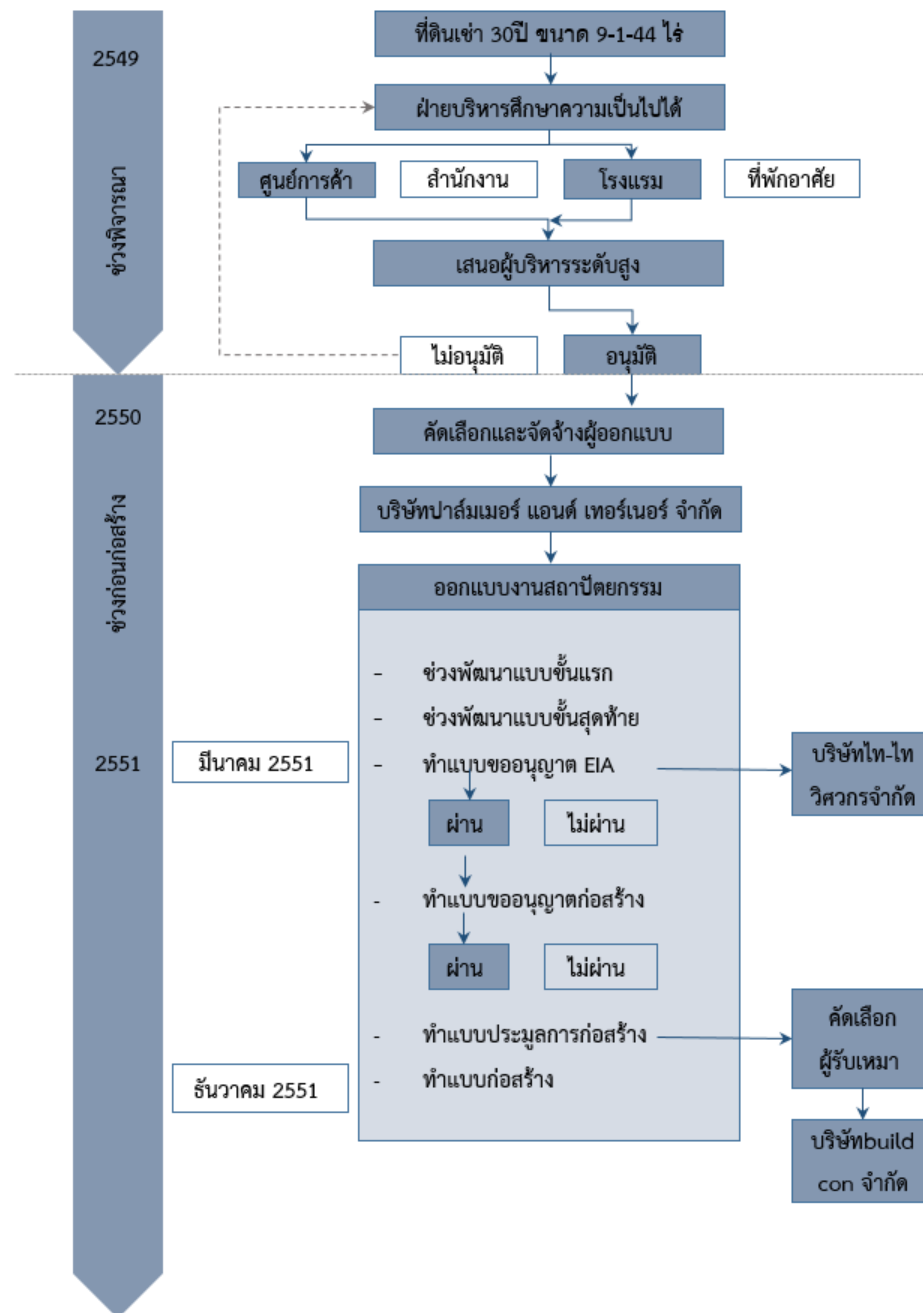 2549
ช่วงพิจารณา
ที่ดินเช่า 30ปี ขนาด 9-1-44 ไร่
ฝ่ายบริหารศึกษาความเป็นไปได้
ศูนย์การค้า
สำนักงาน
โรงแรม
ที่พักอาศัย
เสนอผู้บริหารระดับสูง
ไม่อนุมัติ
อนุมัติ
2550
ช่วงก่อนก่อสร้าง
คัดเลือกและจัดจ้างผู้ออกแบบ
บริษัทปาล์มเมอร์ แอนด์ เทอร์เนอร์ จำกัด
ออกแบบงานสถาปัตยกรรม
- ช่วงพัฒนาแบบขั้นแรก
- ช่วงพัฒนาแบบขั้นสุดท้าย
2551
มีนาคม 2551
- ทำแบบขออนุญาต EIA
บริษัทไท-ไท
วิศวกรจำกัด
ผ่าน
ไม่ผ่าน
- ทำแบบขออนุญาตก่อสร้าง
ผ่าน
ไม่ผ่าน
- ทำแบบประมูลการก่อสร้าง
คัดเลือก
ผู้รับเหมา
ธันวาคม 2551
- ทำแบบก่อสร้าง
บริษัทbuild
con จำกัด